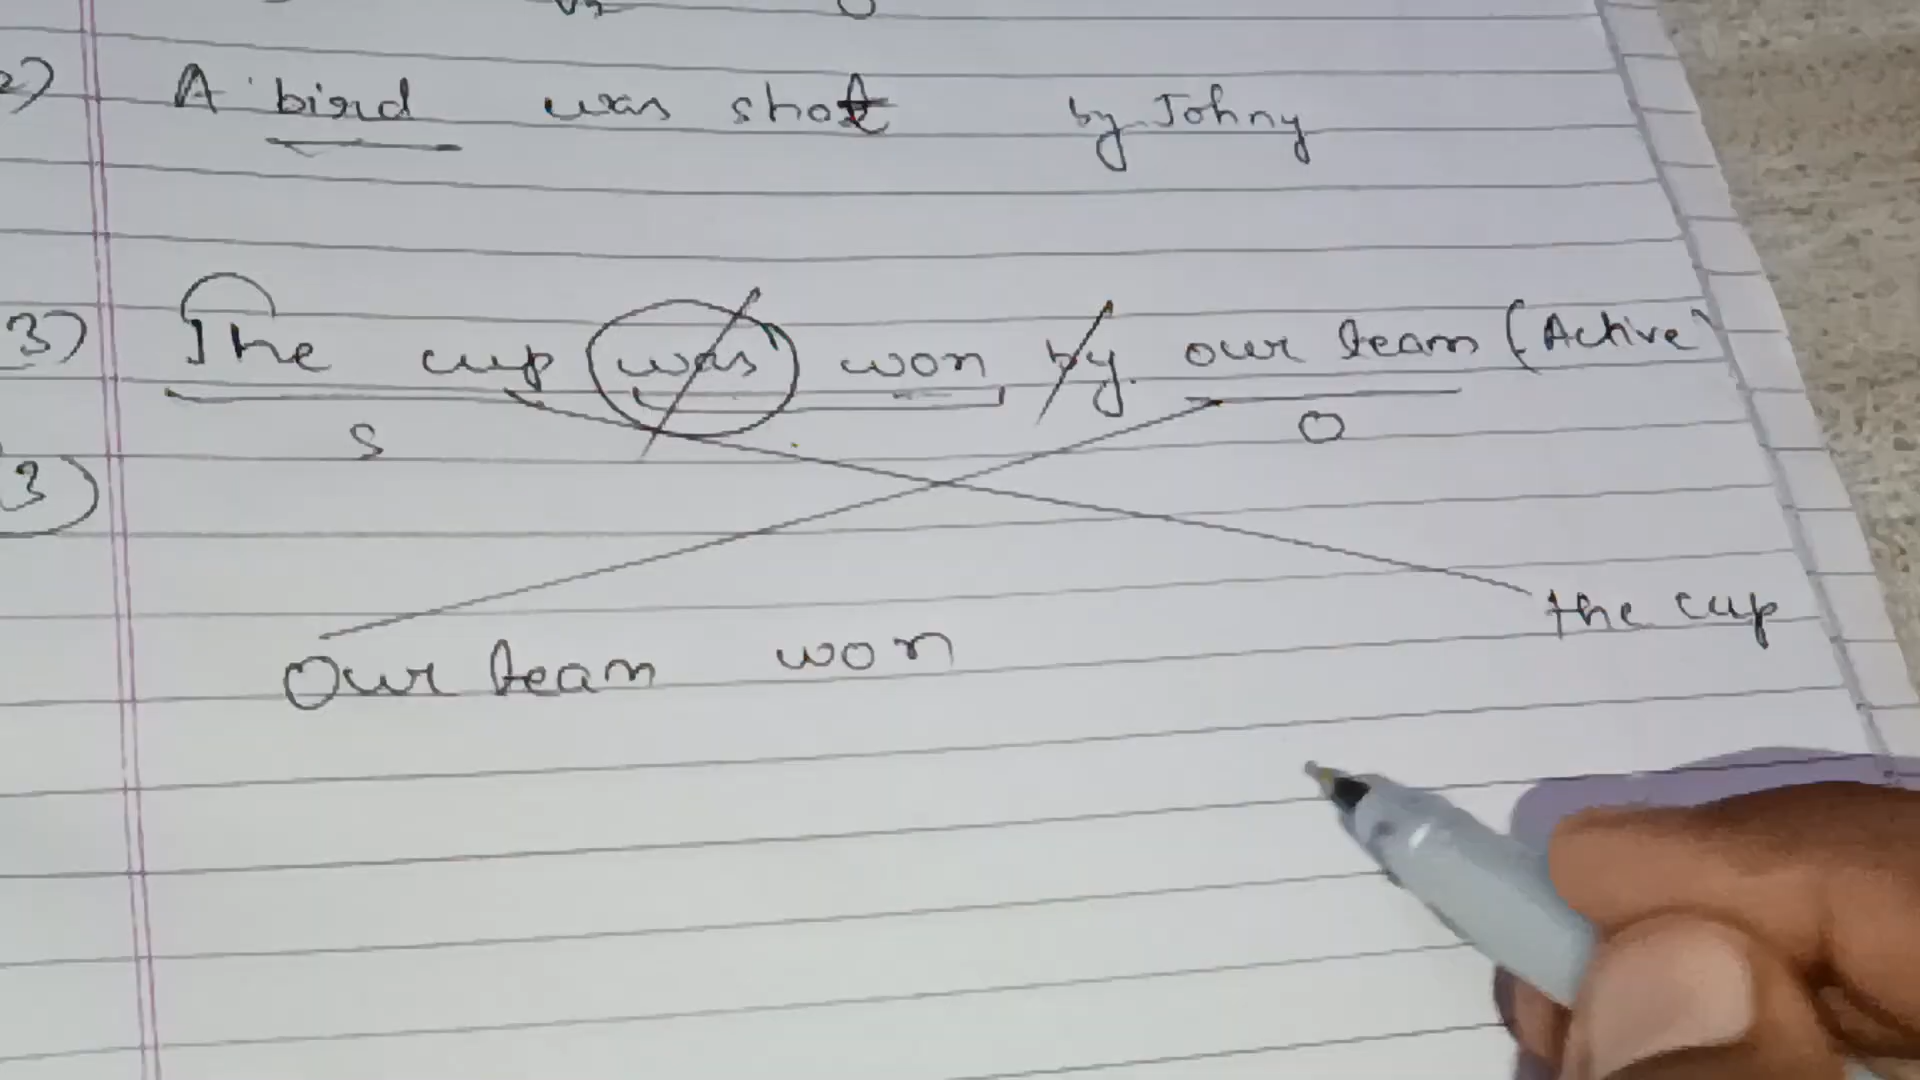 2) A bird was shot by Johny
3) The cup was won by our team (Active)
S O
3)
the cup
Our team won